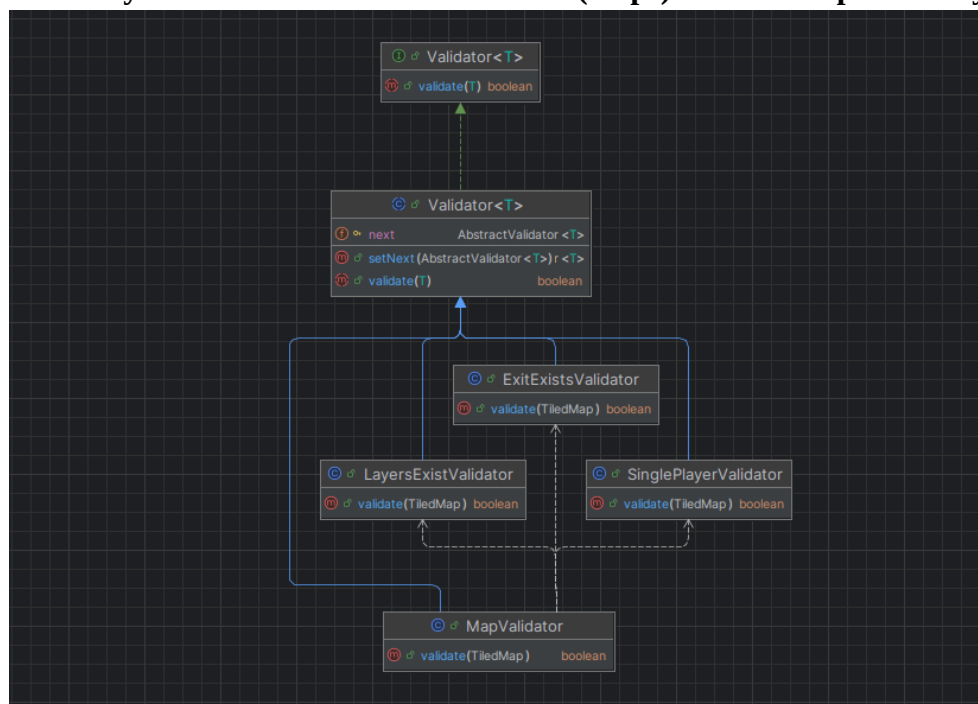 Validator<T>
validate(T) boolean
Validator<T>
next AbstractValidator <T>
setNext(AbstractValidator<T>)r <T>
validate(T) boolean
ExitExistsValidator
validate(TiledMap) boolean
LayersExistValidator
validate(TiledMap) boolean
SinglePlayerValidator
validate(TiledMap) boolean
MapValidator
validate(TiledMap) boolean